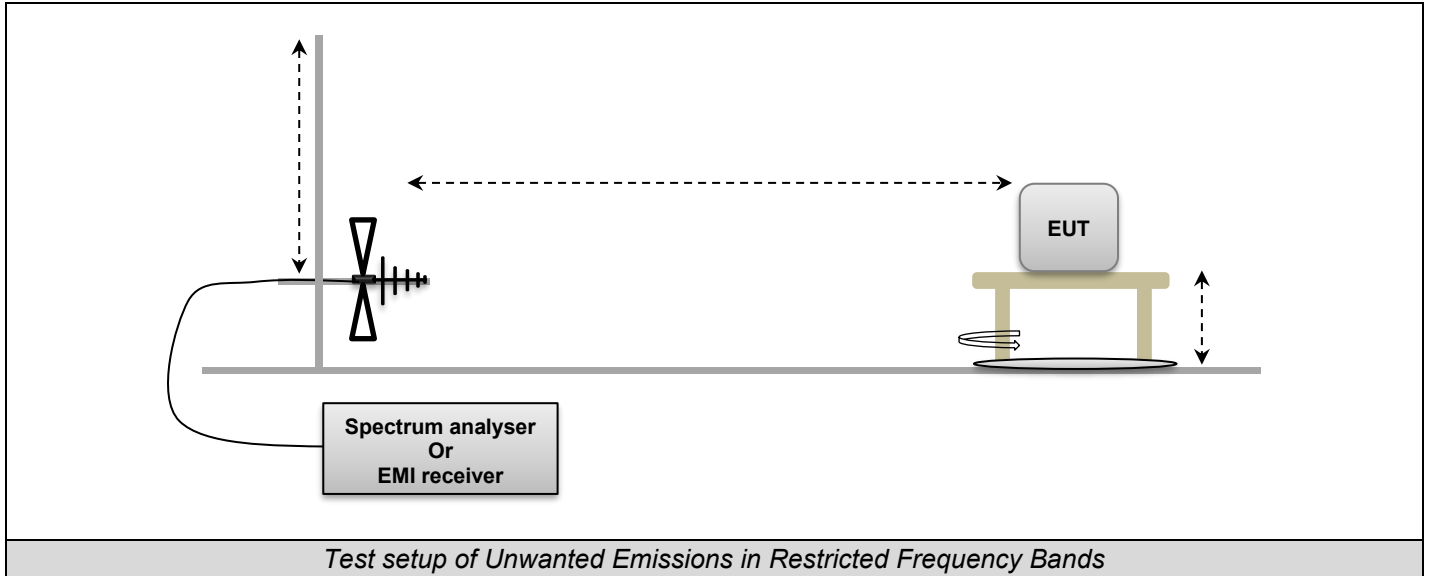 EUT
Spectrum analyser
Or
EMI receiver
Test setup of Unwanted Emissions in Restricted Frequency Bands